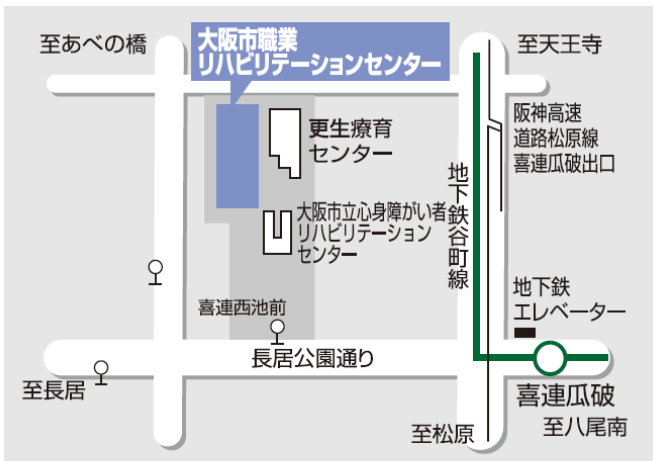 至あべの橋
大阪市職業
リハビリテーションセンター
至天王寺
阪神高速
道路松原線
喜連瓜破出口
更生療育
センター
地下鉄谷町線
大阪市立心身障がい者
リハビリテーション
センター
地下鉄
エレベーター
喜連西池前
長居公園通り
至長居
喜連瓜破
至松原
至八尾南